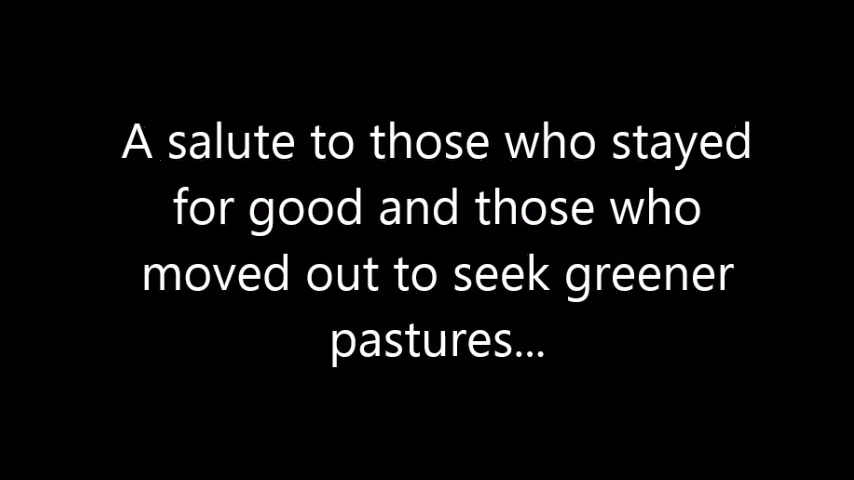 A salute to those who stayed
for good and those who
moved out to seek greener
pastures...